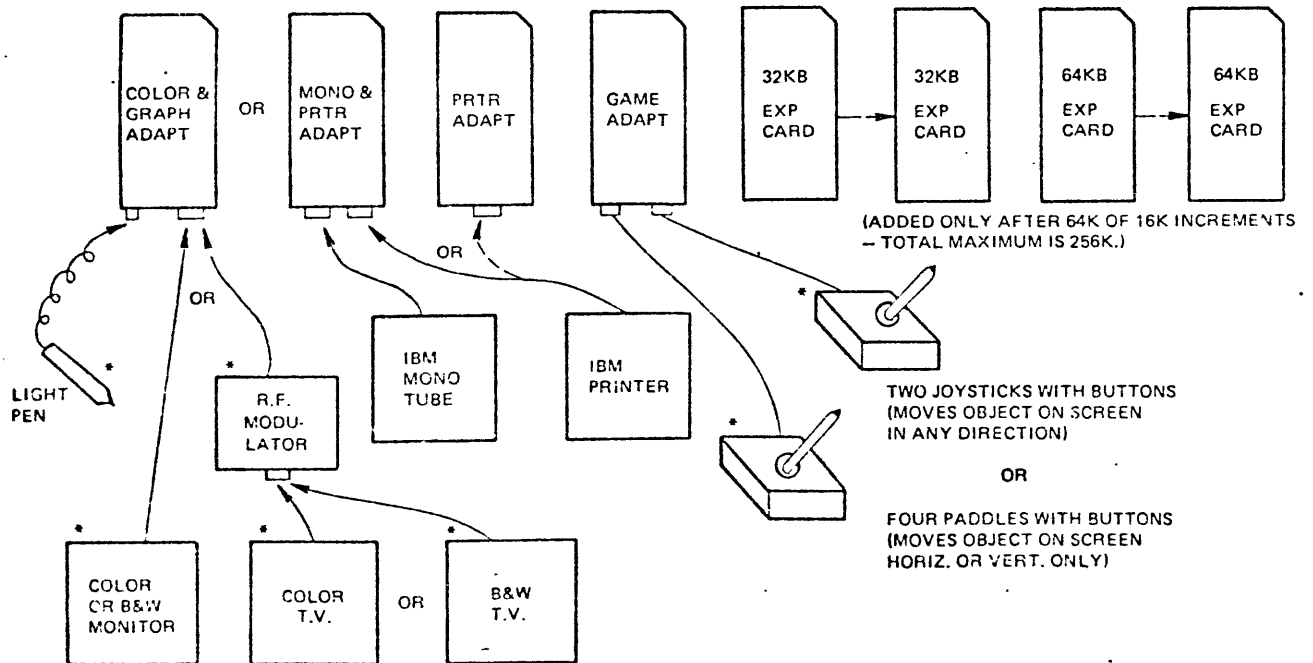 COLOR &
GRAPH
ADAPT
OR
MONO &
PRTR
ADAPT
PRTR
ADAPT
GAME
ADAPT
32KB
EXP
CARD
32KB
EXP
CARD
64KB
EXP
CARD
64KB
EXP
CARD
(ADDED ONLY AFTER 64K OF 16K INCREMENTS
– TOTAL MAXIMUM IS 256K.)
OR
OR
*
LIGHT
PEN
*
R.F.
MODU-
LATOR
IBM
MONO
TUBE
IBM
PRINTER
*
*
TWO JOYSTICKS WITH BUTTONS
(MOVES OBJECT ON SCREEN
IN ANY DIRECTION)
OR
FOUR PADDLES WITH BUTTONS
(MOVES OBJECT ON SCREEN
HORIZ. OR VERT. ONLY)
*
COLOR
OR B&W
MONITOR
*
COLOR
T.V.
OR
*
B&W
T.V.